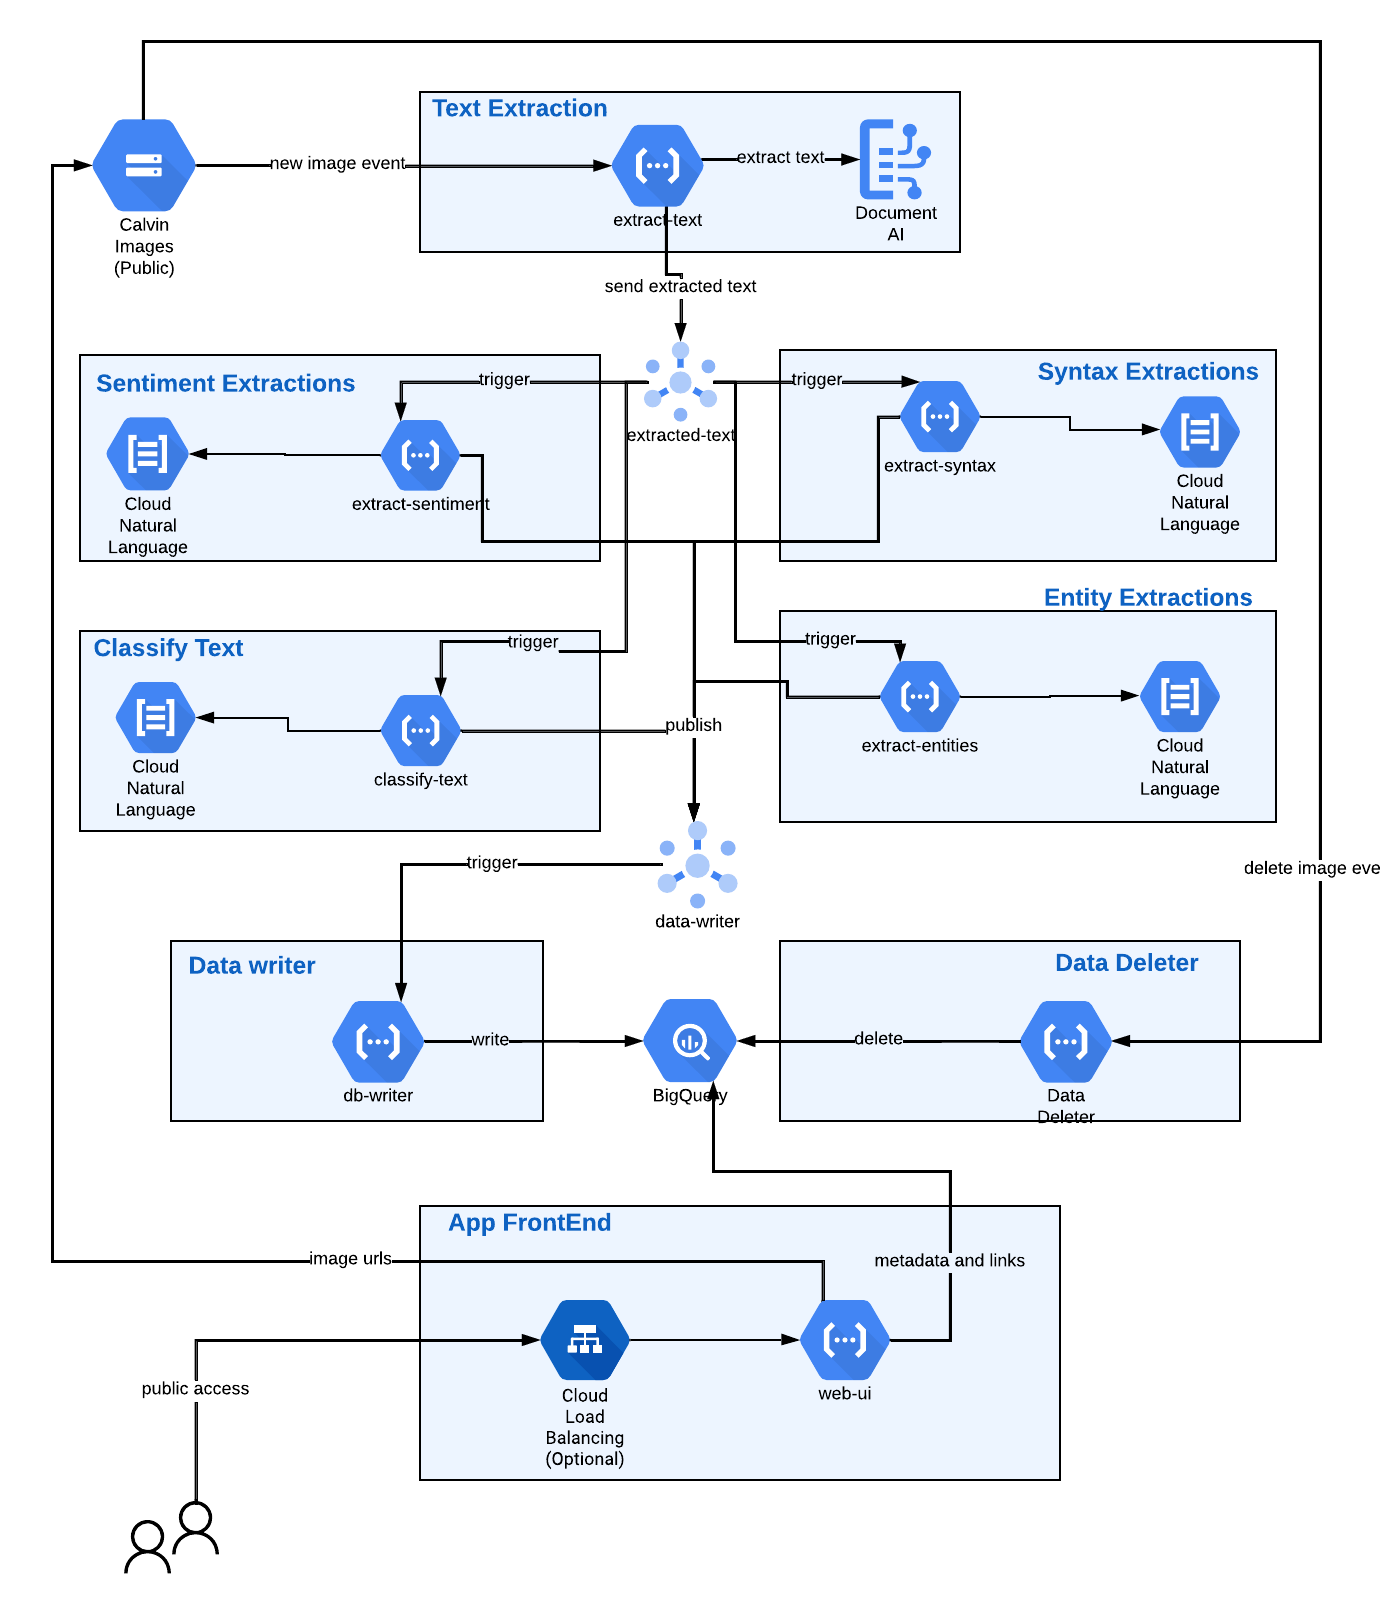 Text Extraction
new image event
extract text
extract-text
Document
AI
Calvin
Images
(Public)
send extracted text
Sentiment Extractions
trigger
extracted-text
trigger
Syntax Extractions
Cloud
Natural
Language
extract-sentiment
extract-syntax
Cloud
Natural
Language
Classify Text
trigger
Cloud
Natural
Language
classify-text
publish
Entity Extractions
trigger
extract-entities
Cloud
Natural
Language
trigger
data-writer
delete image eve
Data writer
db-writer
write
BigQuery
Data Deleter
delete
Data
Deleter
App FrontEnd
image urls
metadata and links
Cloud
Load
Balancing
(Optional)
web-ui
public access